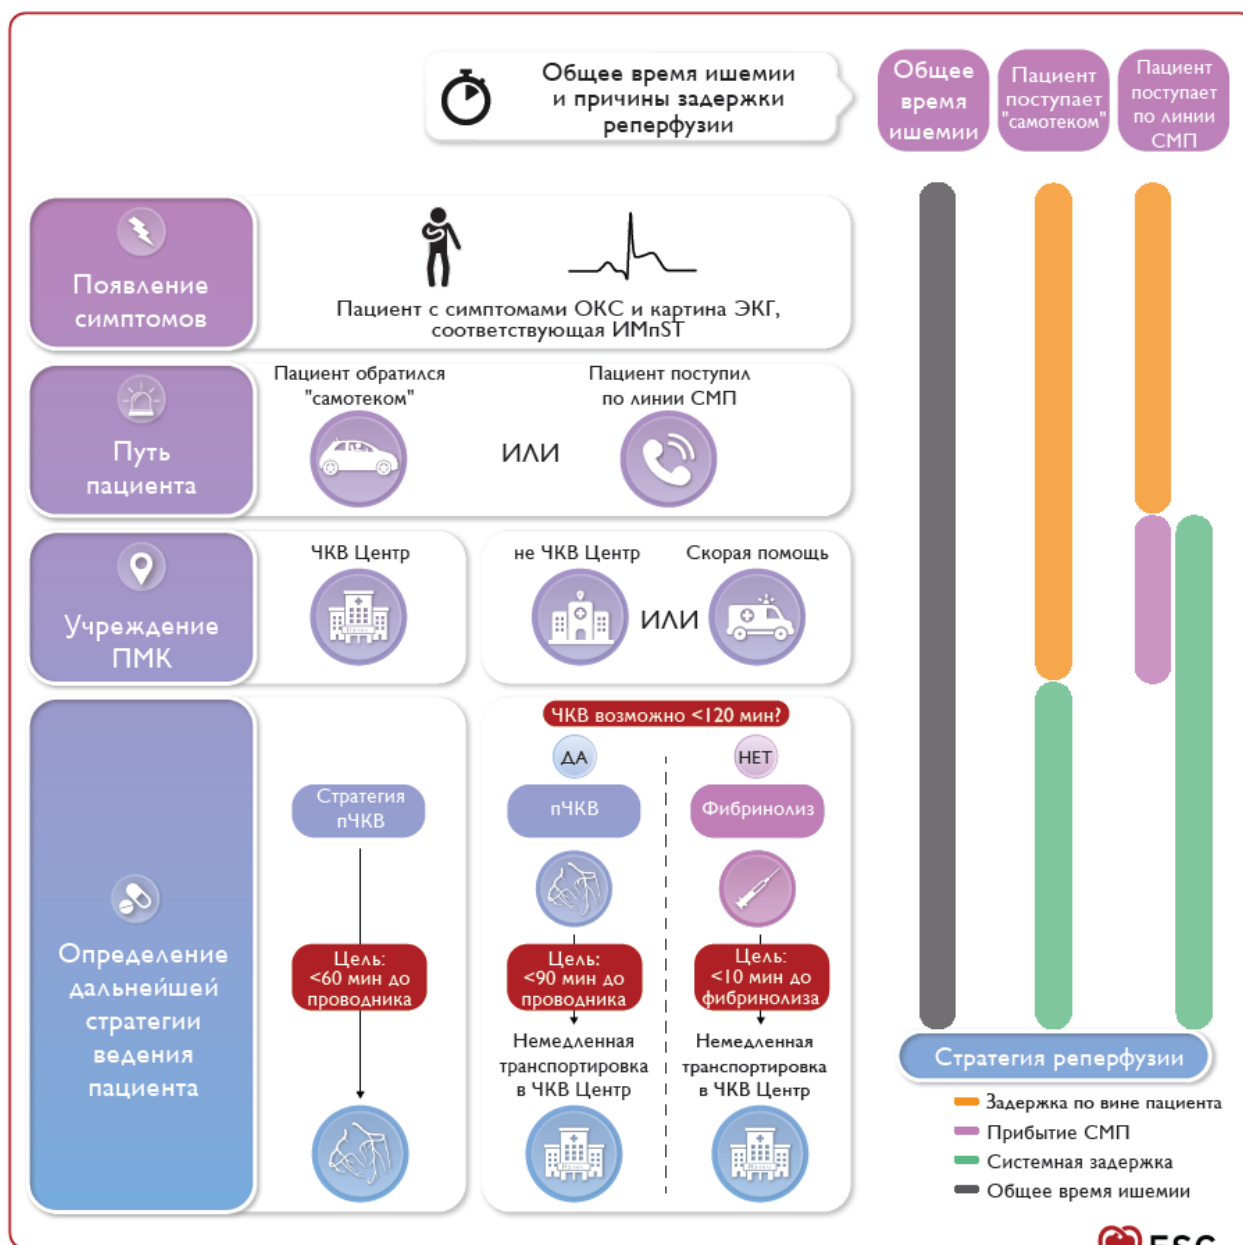 Общее время ишемии
и причины задержки
реперфузии
Общее
время
ишемии
Пациент
поступает
"самотеком"
Пациент
поступает
по линии
СМП
Появление
симптомов
Пациент с симптомами ОКС и картина ЭКГ,
соответствующая ИМпST
Путь
пациента
Пациент обратился
"самотеком"
ИЛИ
Пациент поступил
по линии СМП
Учреждение
ПМК
ЧКВ Центр
не ЧКВ Центр
ИЛИ
Скорая помощь
Определение
дальнейшей
стратегии
ведения
пациента
Стратегия
пЧКВ
Цель:
<60 мин до
проводника
ЧКВ возможно <120 мин?
ДА
пЧКВ
Цель:
<90 мин до
проводника
Немедленная
транспортировка
в ЧКВ Центр
НЕТ
Фибринолиз
Цель:
<10 мин до
фибринолиза
Немедленная
транспортировка
в ЧКВ Центр
Стратегия реперфузии
Задержка по вине пациента
Прибытие СМП
Системная задержка
Общее время ишемии
ESC